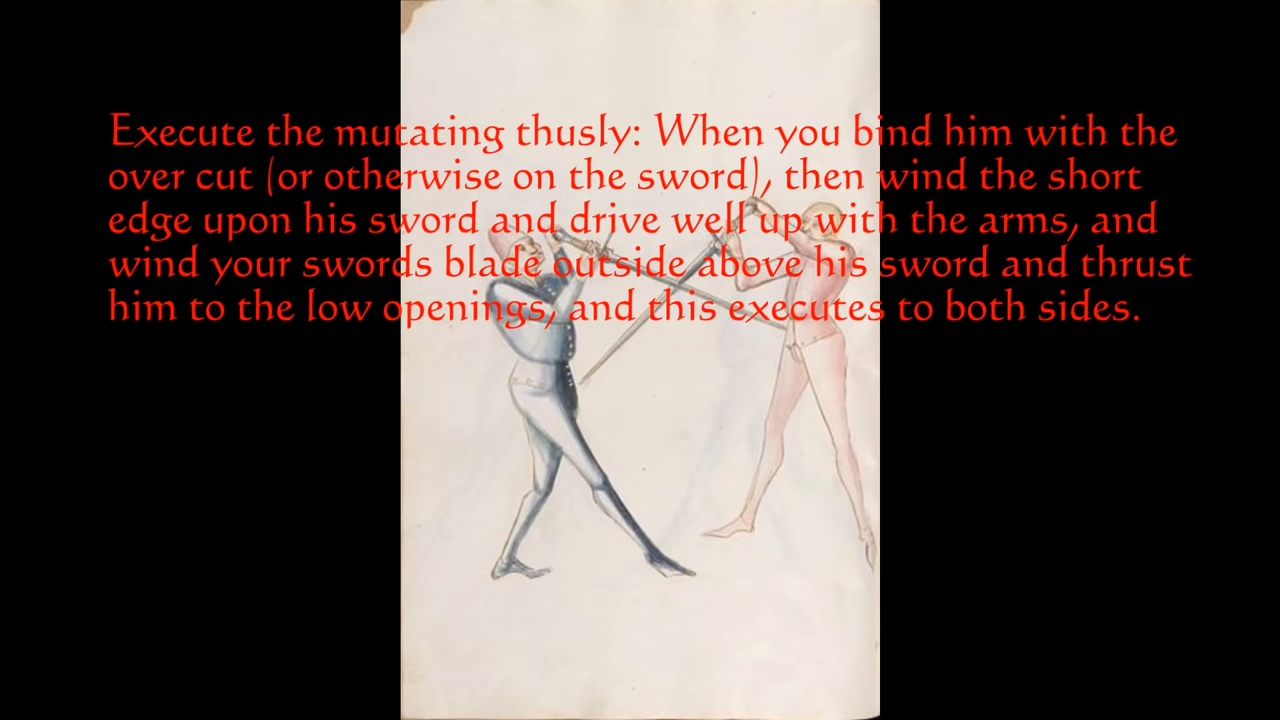 Execute the mutating thusly: When you bind him with the
over cut (or otherwise on the sword), then wind the short
edge upon his sword and drive well up with the arms, and
wind your swords blade outside above his sword and thrust
him to the low openings, and this executes to both sides.